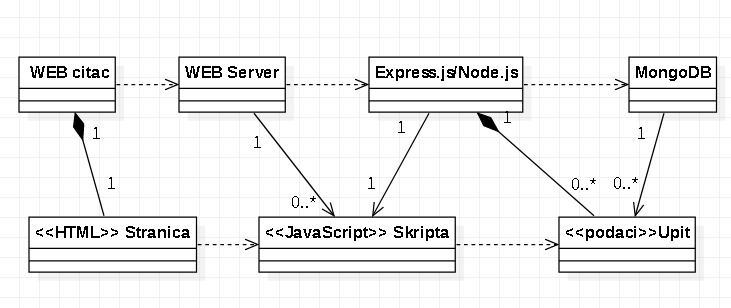 WEB citac
WEB Server
Express.js/Node.js
MongoDB
1
1
1
1
1
1
0..*
1
0..*
0..*
<<HTML>> Stranica
<<JavaScript>> Skripta
<<podaci>>Upit